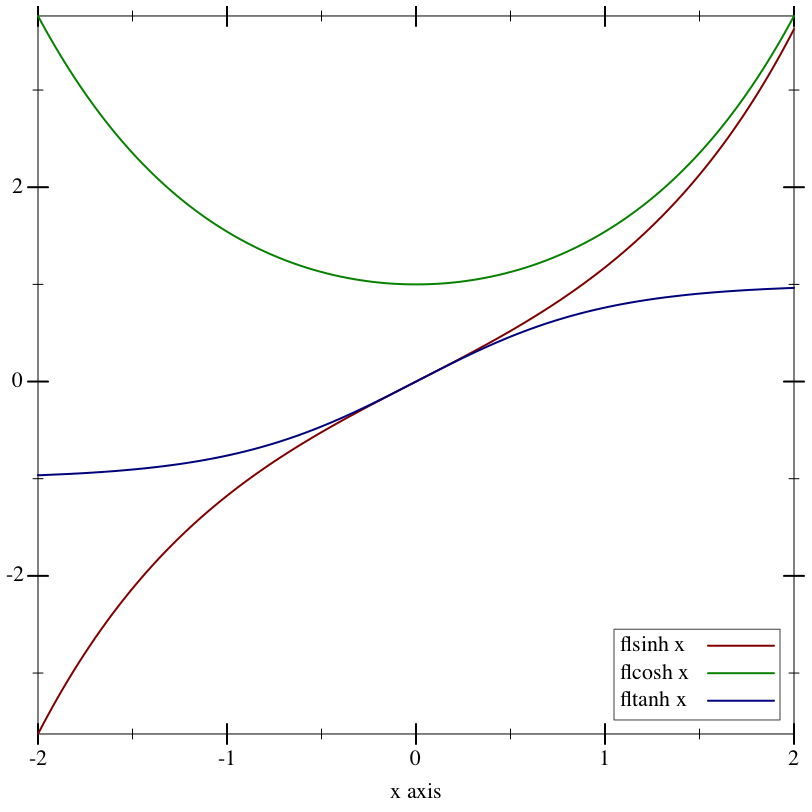 2
0
-2
flsinh x
flcosh x
fltanh x
-2 -1 0 1 2
x axis